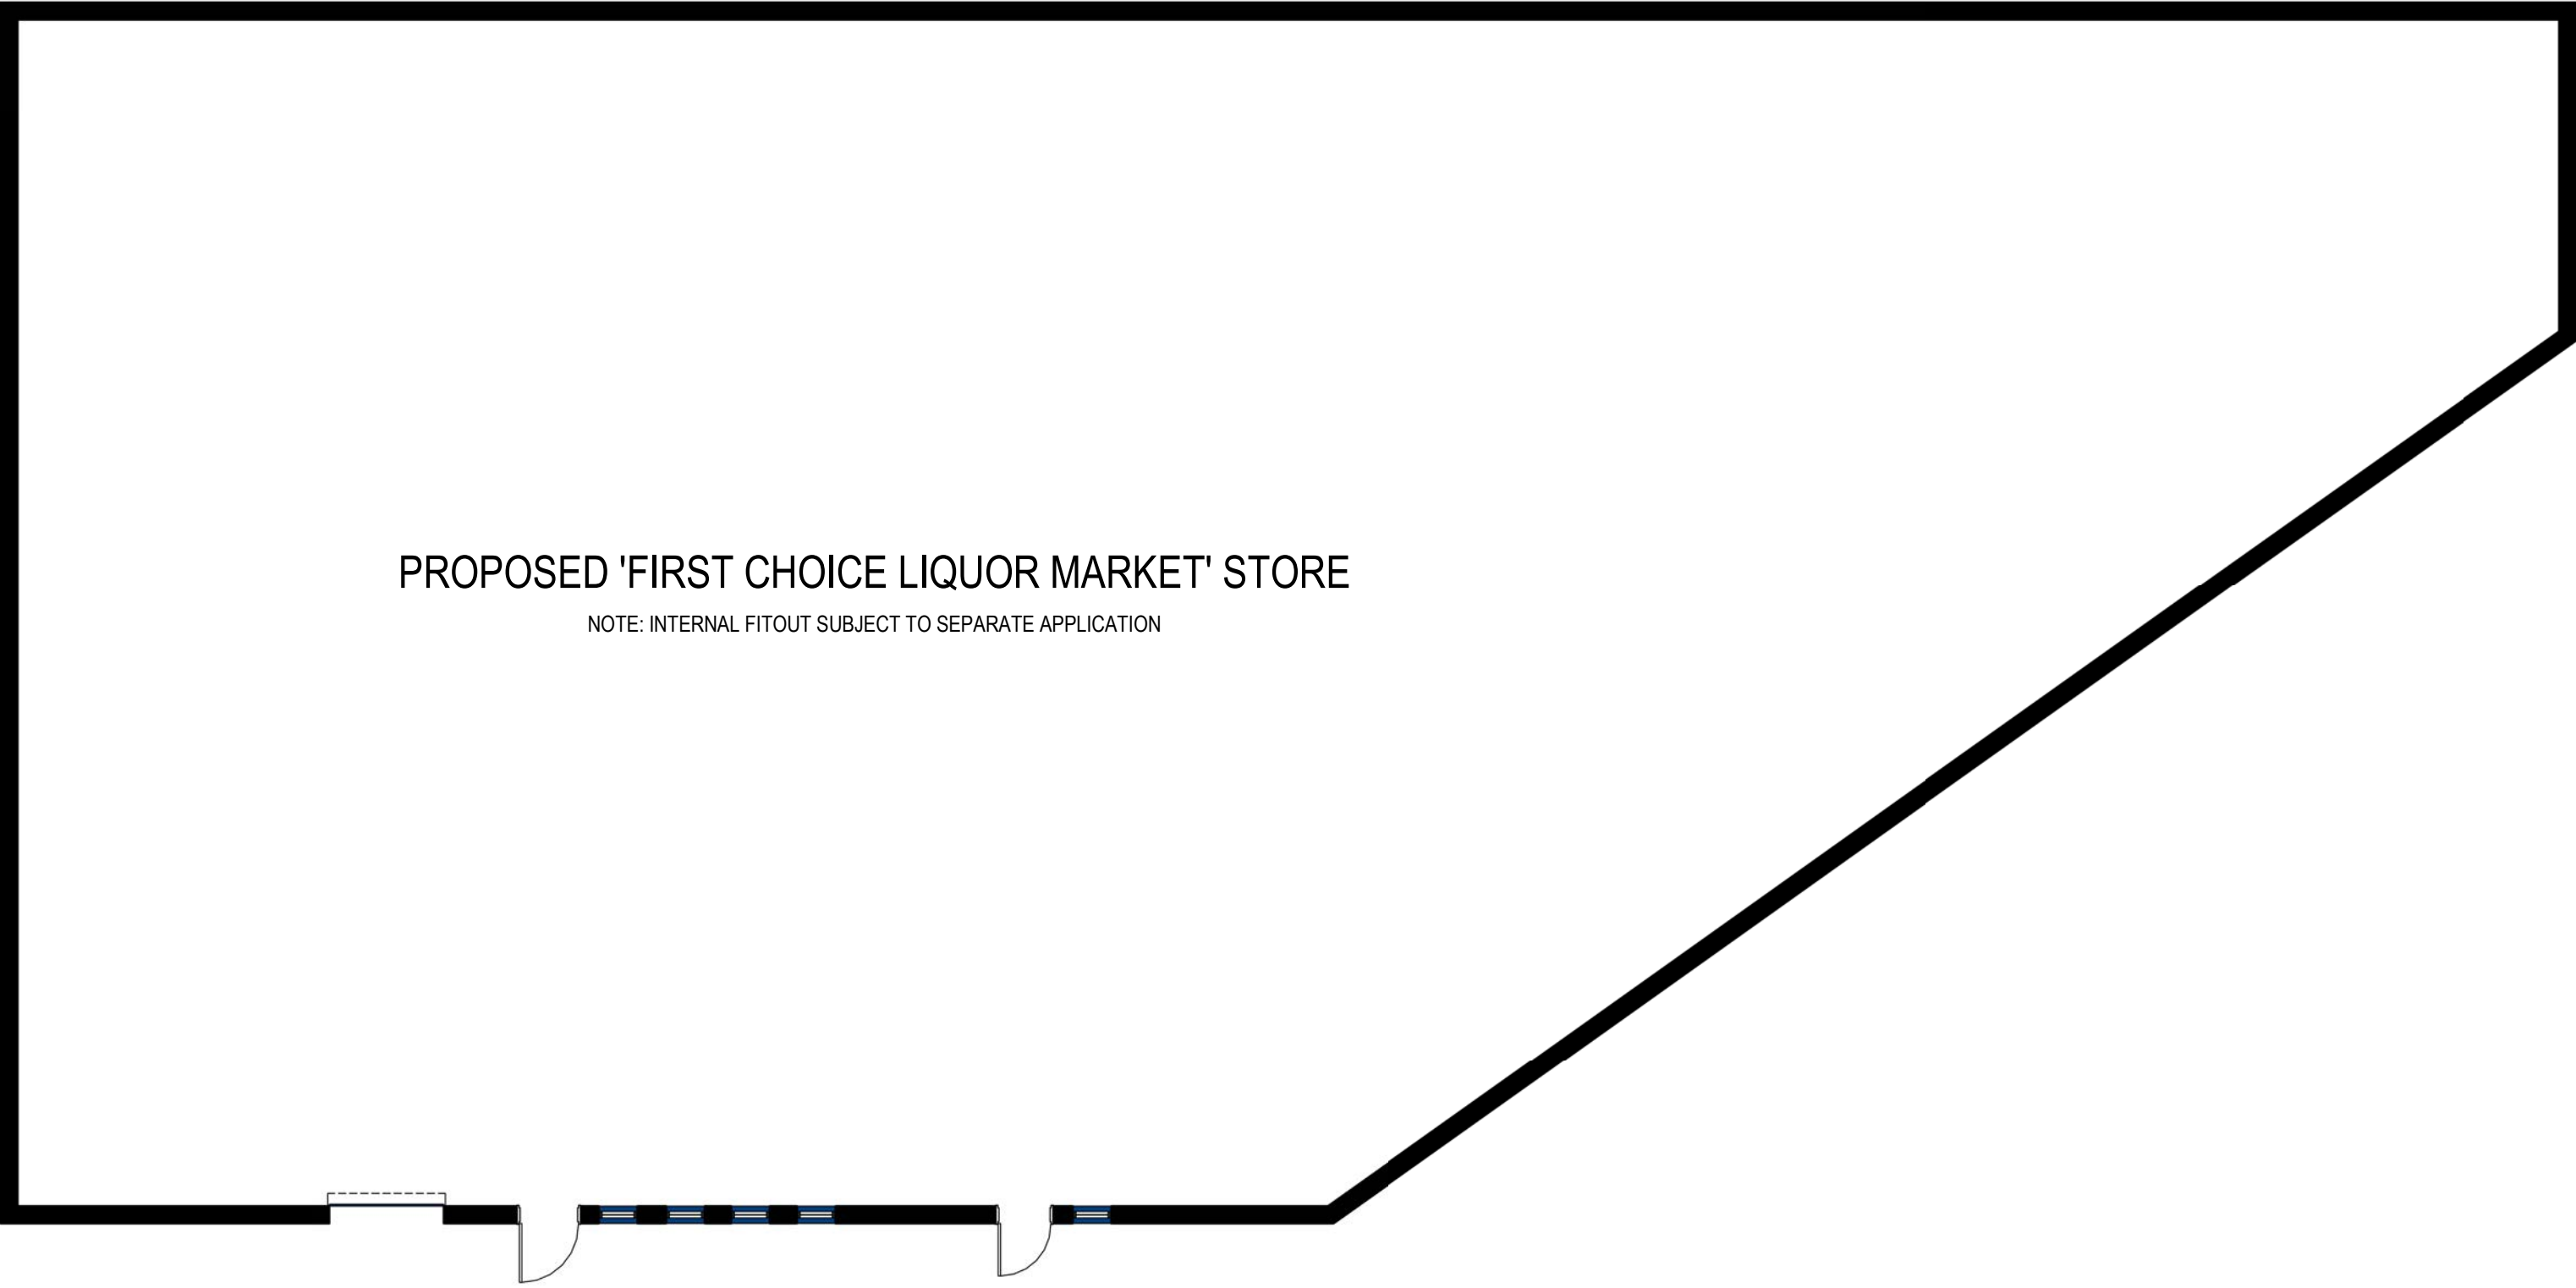 PROPOSED 'FIRST CHOICE LIQUOR MARKET' STORE
NOTE: INTERNAL FITOUT SUBJECT TO SEPARATE APPLICATION